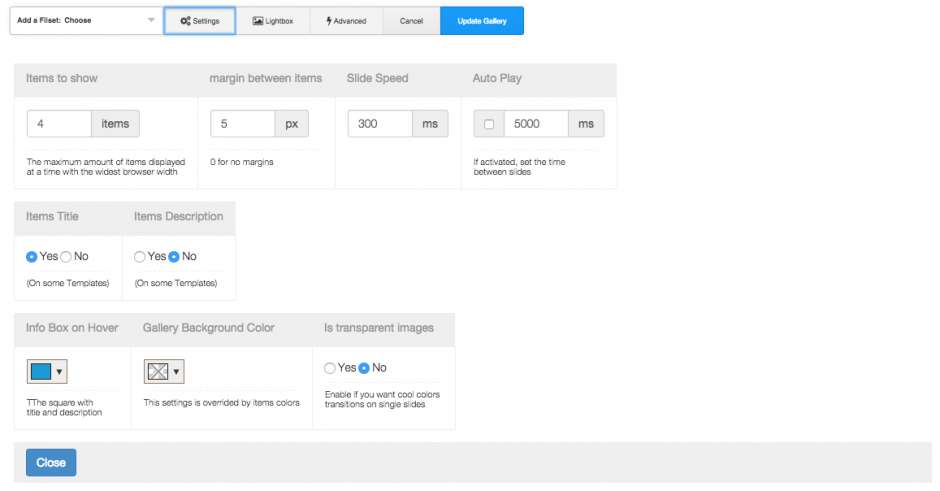 Add a Filset: Choose Settings Lightbox Advanced Cancel Update Gallery
Items to show margin between items Slide Speed Auto Play
4 items 5 px 300 ms 5000 ms
The maximum amount of items displayed
at a time with the widest browser width
0 for no margins
If activated, set the time
between slides
Items Title Items Description
Yes No Yes No
(On some Templates) (On some Templates)
Info Box on Hover Gallery Background Color Is transparent images
Yes No
TThe square with
title and description
This settings is overrided by items colors
Enable if you want cool colors
transitions on single slides
Close